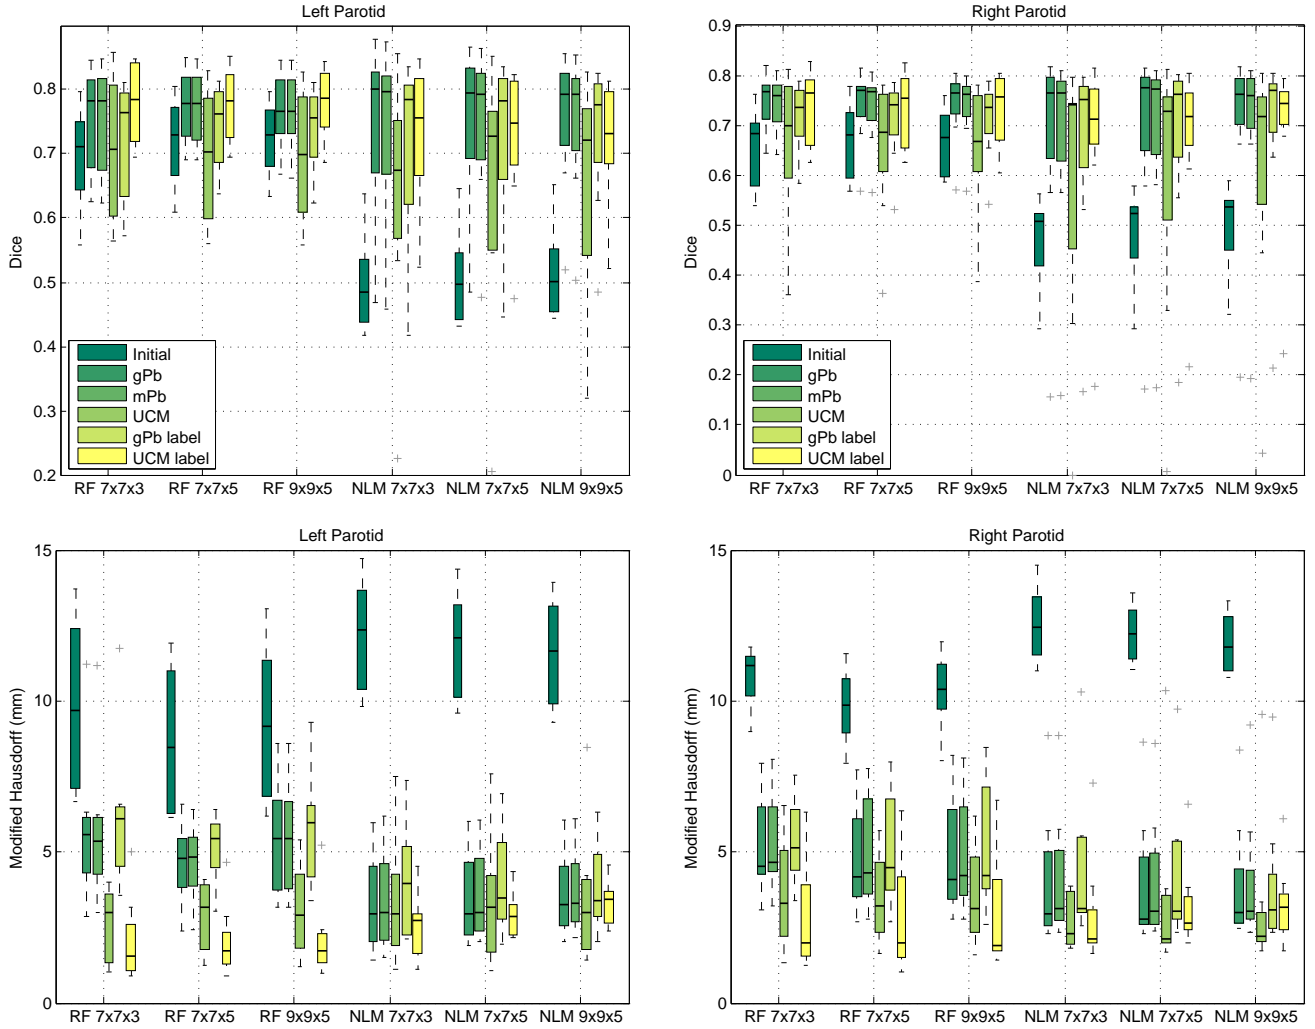 Left Parotid
Dice
0.8
0.7
0.6
0.5
0.4
0.3
0.2
Initial
gPb
mPb
UCM
gPb label
UCM label
RF 7x7x3 RF 7x7x5 RF 9x9x5 NLM 7x7x3 NLM 7x7x5 NLM 9x9x5
Right Parotid
Dice
0.9
0.8
0.7
0.6
0.5
0.4
0.3
0.2
0.1
0
Initial
gPb
mPb
UCM
gPb label
UCM label
RF 7x7x3 RF 7x7x5 RF 9x9x5 NLM 7x7x3 NLM 7x7x5 NLM 9x9x5
Left Parotid
Modified Hausdorff (mm)
15
10
5
0
RF 7x7x3 RF 7x7x5 RF 9x9x5 NLM 7x7x3 NLM 7x7x5 NLM 9x9x5
Right Parotid
Modified Hausdorff (mm)
15
10
5
0
RF 7x7x3 RF 7x7x5 RF 9x9x5 NLM 7x7x3 NLM 7x7x5 NLM 9x9x5